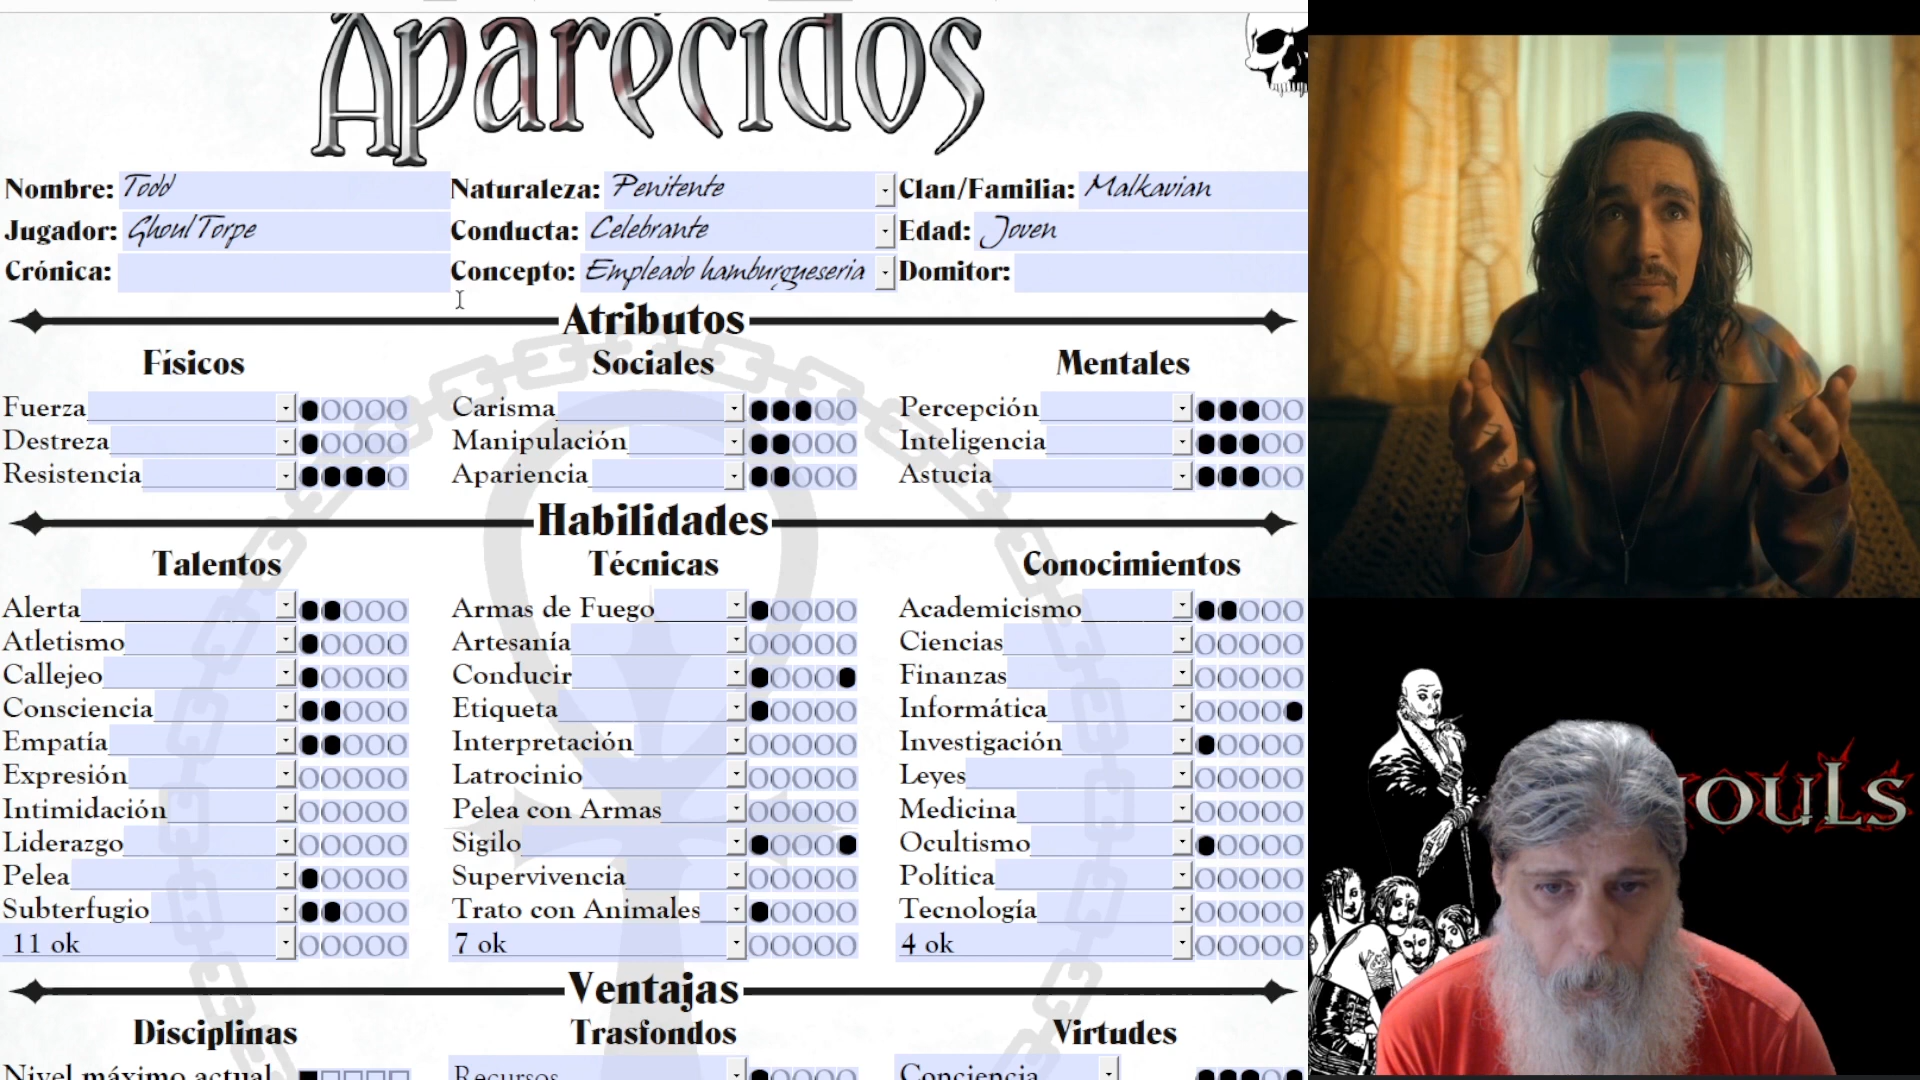 Aparecidos
Nombre: Todd Naturaleza: Penitente Clan/Familia: Malkavian
Jugador: Ghoul Torpe Conducta: Celebrante Edad: Joven
Crónica: Concepto: Empleado hamburgueseria Domitor:
Atributos
Físicos Sociales Mentales
Fuerza Carisma Percepción
Destreza Manipulación Inteligencia
Resistencia Apariencia Astucia
Habilidades
Talentos Técnicas Conocimientos
Alerta Armas de Fuego Academicismo
Atletismo Artesanía Ciencias
Callejeo Conducir Finanzas
Consciencia Etiqueta Informática
Empatía Interpretación Investigación
Expresión Latrocinio Leyes
Intimidación Pelea con Armas Medicina
Liderazgo Sigilo Ocultismo
Pelea Supervivencia Política
Subterfugio Trato con Animales Tecnología
11 ok 7 ok 4 ok
Ventajas
Disciplinas Trasfondos Virtudes
Nivel máximo actual Recursos Conciencia